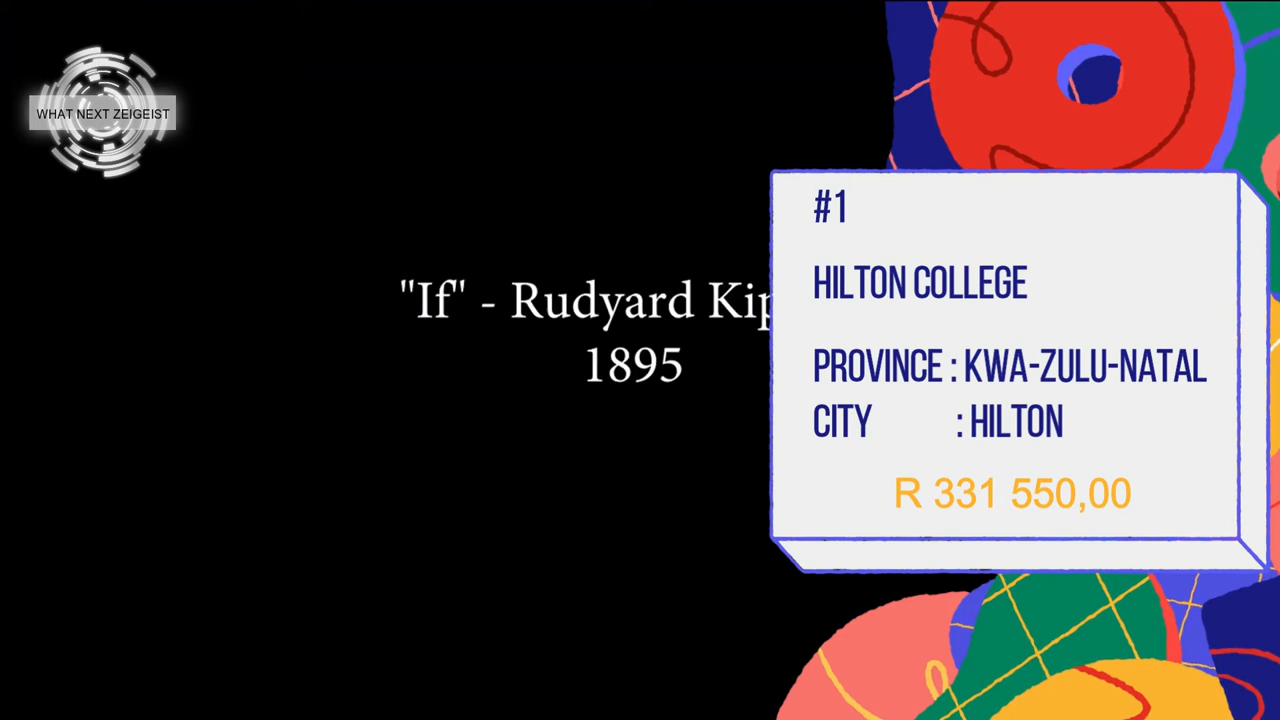 WHAT NEXT ZEIGEIST
"If" - Rudyard Kip
1895
#1
HILTON COLLEGE
PROVINCE : KWA-ZULU-NATAL
CITY : HILTON
R 331 550,00